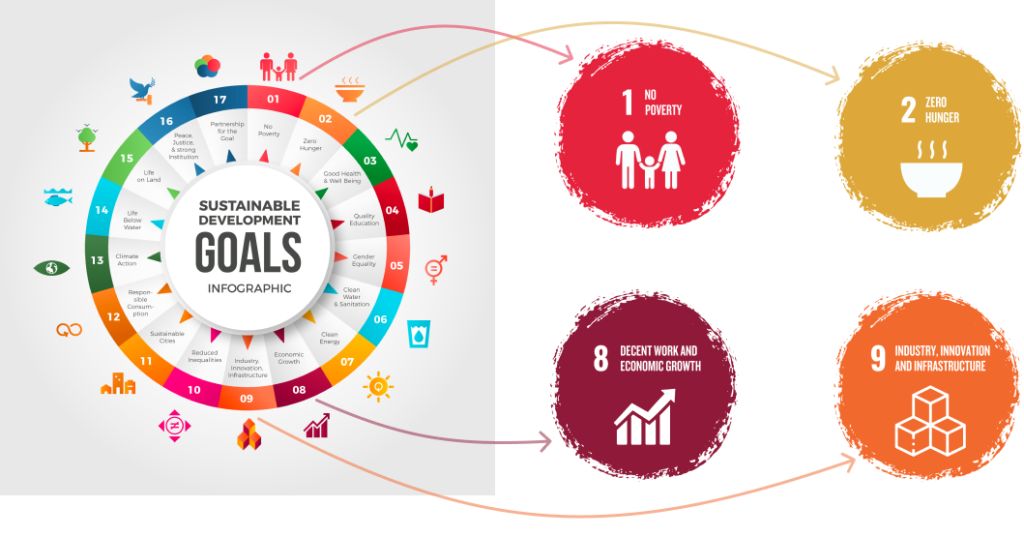 SUSTAINABLE
DEVELOPMENT
GOALS
INFOGRAPHIC
01
No
Poverty
02
Zero
Hunger
03
Good Health
& Well Being
04
Quality
Education
05
Gender
Equality
06
Clean
Water
& Sanitation
07
Clean
Energy
08
Economic
Growth
09
Industry,
Innovation,
Infrastructure
10
Reduced
Inequalities
11
Sustainable
Cities
12
Respon-
sible
Consum-
ption
13
Climate
Action
14
Life
Below
Water
15
Life
on Land
16
Peace,
Justice,
& strong
Institution
17
Partnership
for the
Goal
1 NO
POVERTY
2 ZERO
HUNGER
8 DECENT WORK AND
ECONOMIC GROWTH
9 INDUSTRY, INNOVATION
AND INFRASTRUCTURE